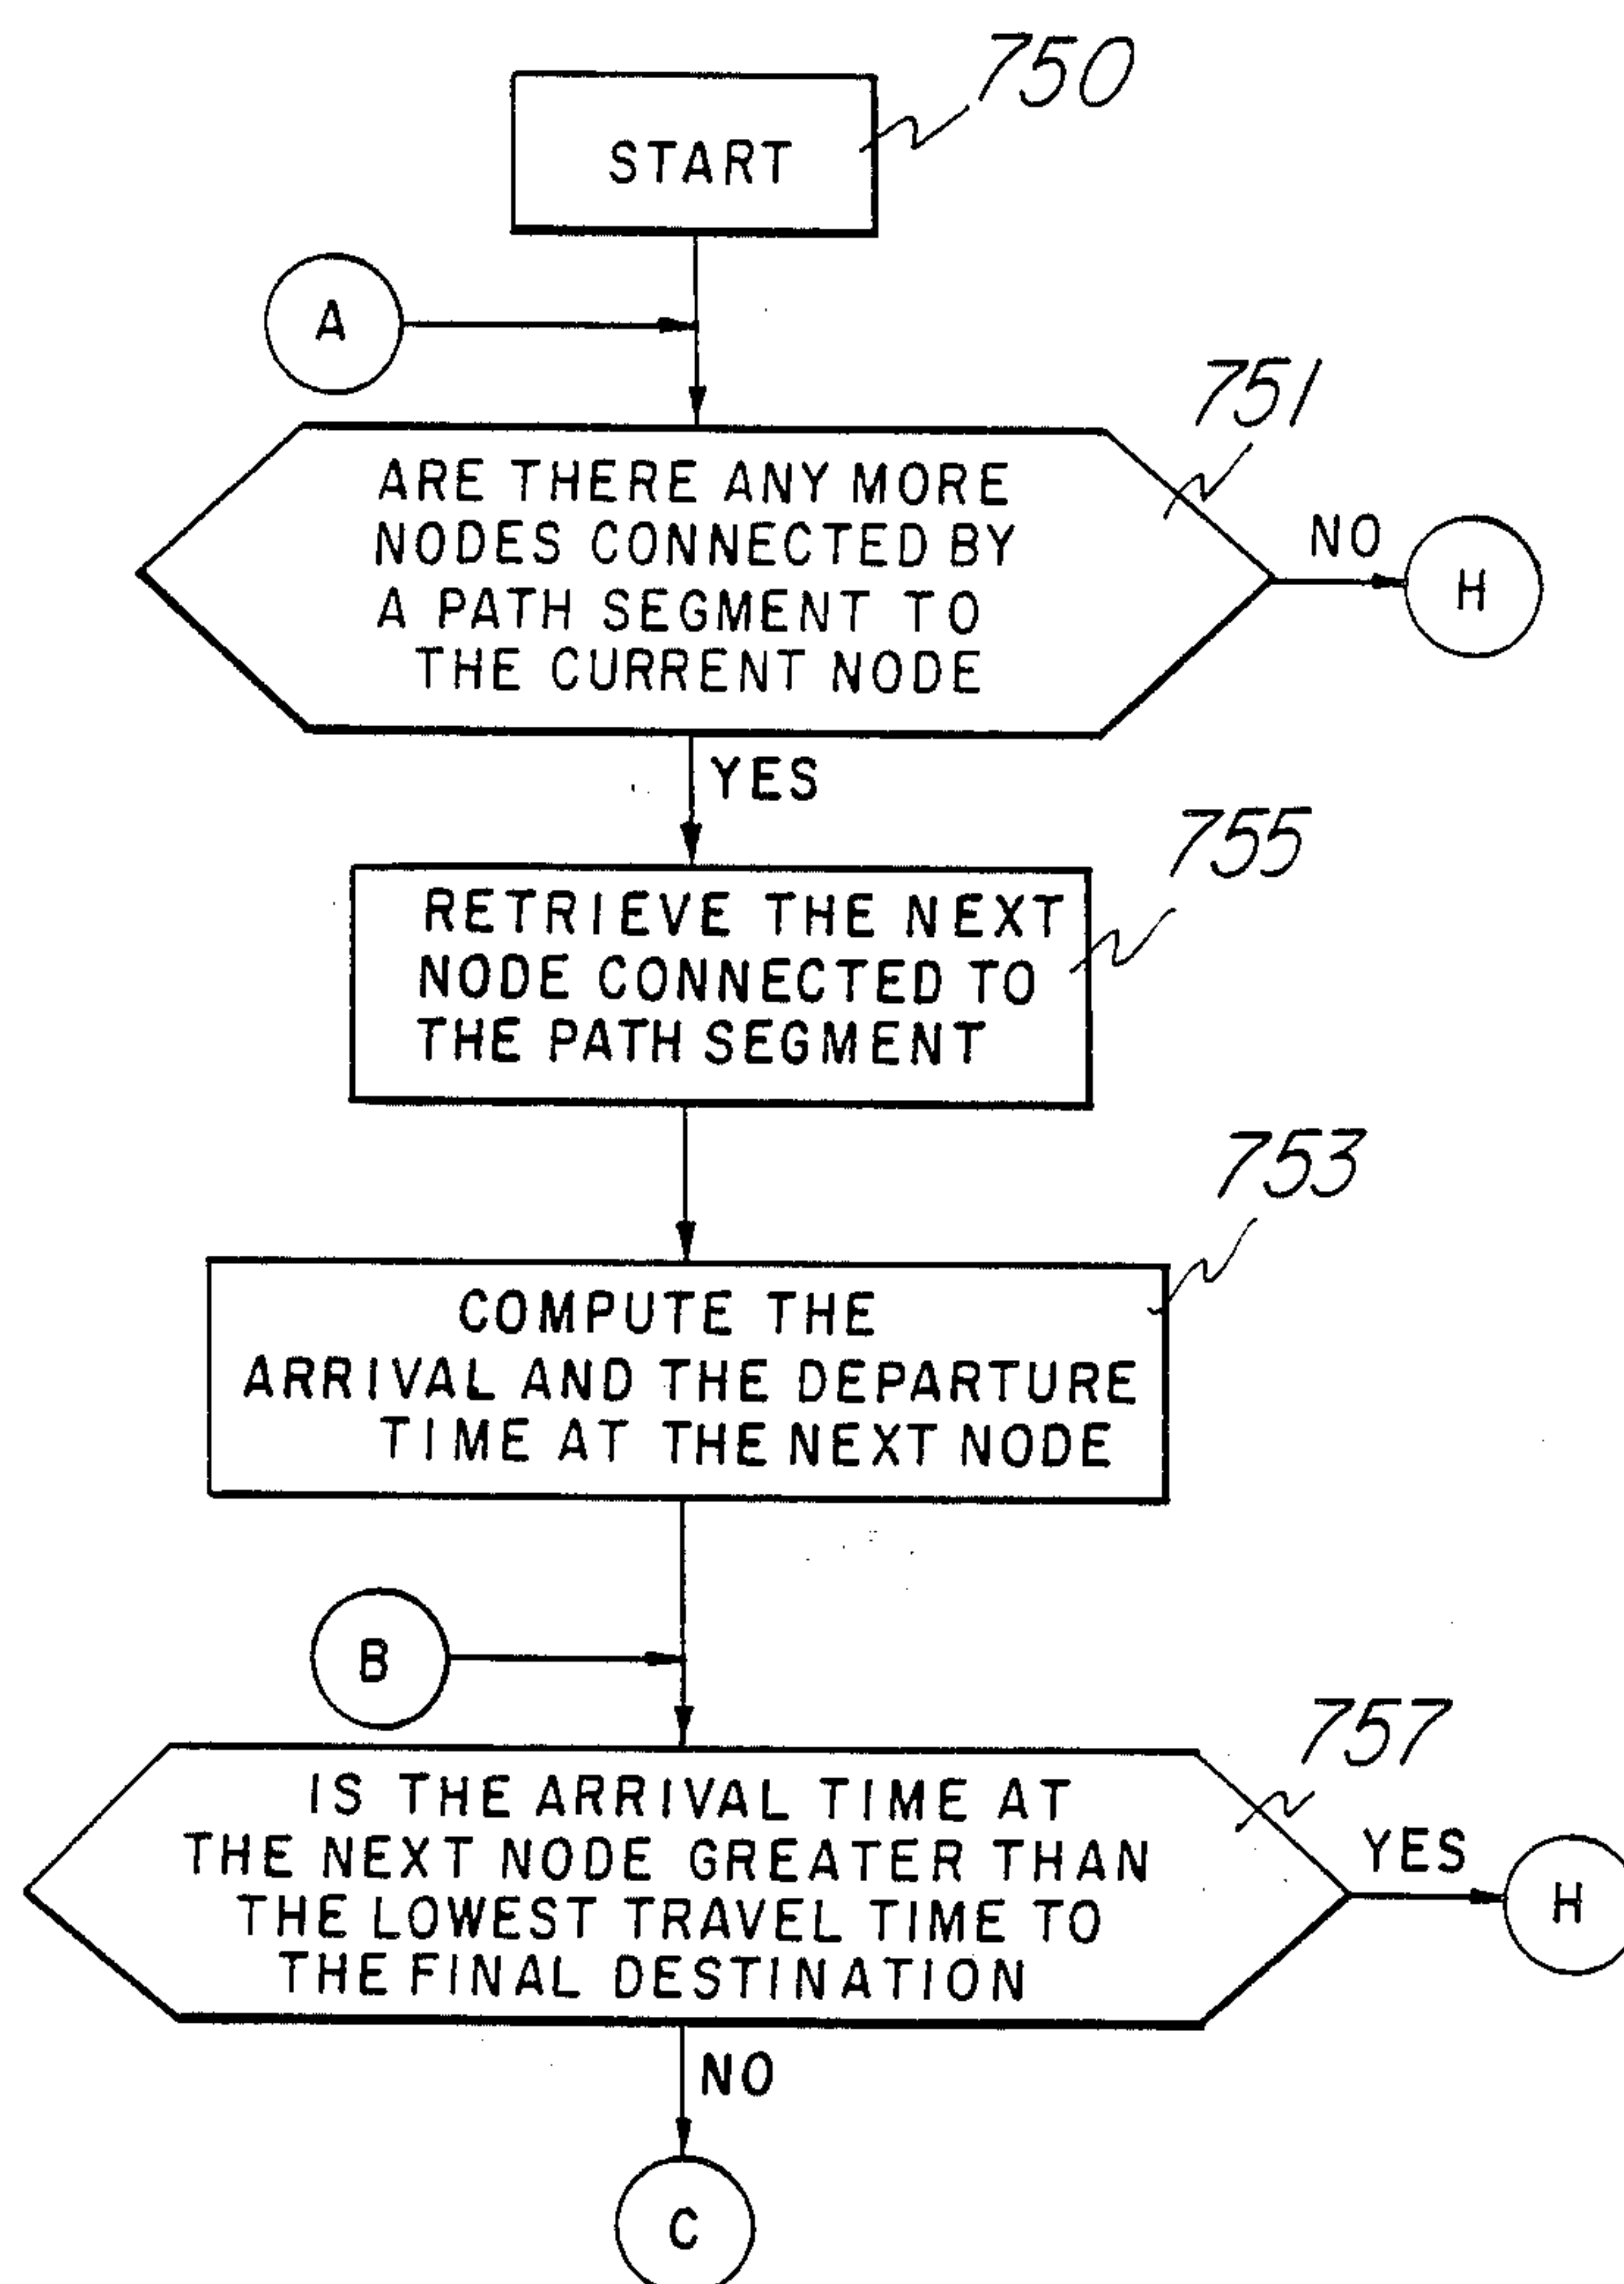 750
START
A
751
ARE THERE ANY MORE
NODES CONNECTED BY
A PATH SEGMENT TO
THE CURRENT NODE
NO
H
YES
755
RETRIEVE THE NEXT
NODE CONNECTED TO
THE PATH SEGMENT
753
COMPUTE THE
ARRIVAL AND THE DEPARTURE
TIME AT THE NEXT NODE
B
757
IS THE ARRIVAL TIME AT
THE NEXT NODE GREATER THAN
THE LOWEST TRAVEL TIME TO
THE FINAL DESTINATION
YES
H
NO
C